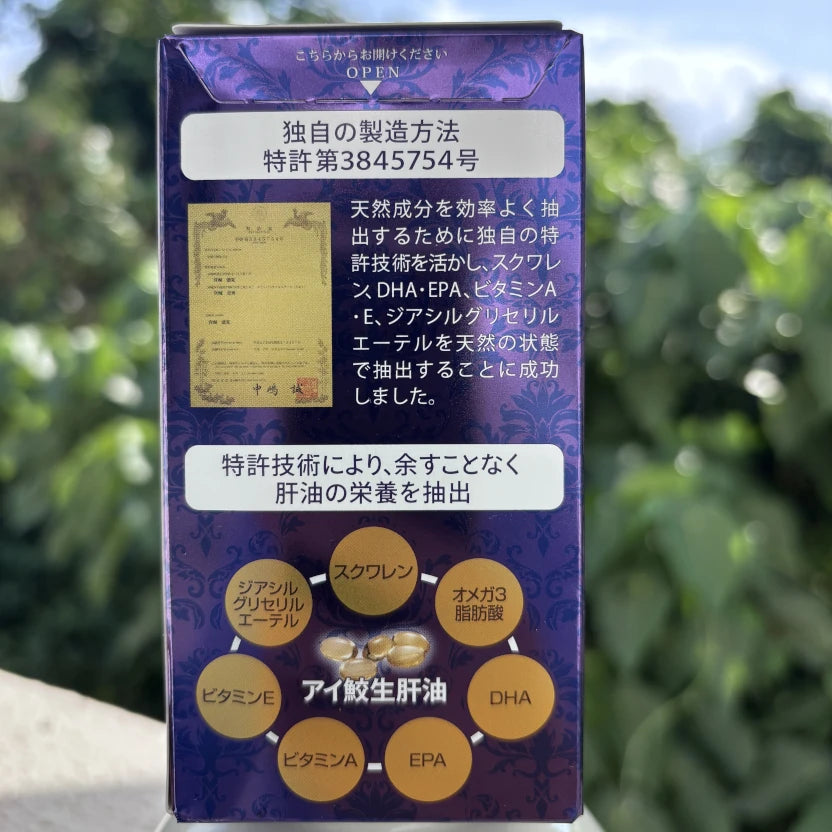 こちらからお開けください
OPEN
独自の製造方法
特許第3845754号
天然成分を効率よく抽
出するために独自の特
許技術を活かし、スクワレ
ン、DHA・EPA、ビタミンA
・E、ジアシルグリセリル
エーテルを天然の状態
で抽出することに成功
しました。
中嶋 誠
特許技術により、余すことなく
肝油の栄養を抽出
スクワレン
ジアシル
グリセリル
エーテル
オメガ3
脂肪酸
アイ鮫生肝油
ビタミンE
DHA
ビタミンA
EPA